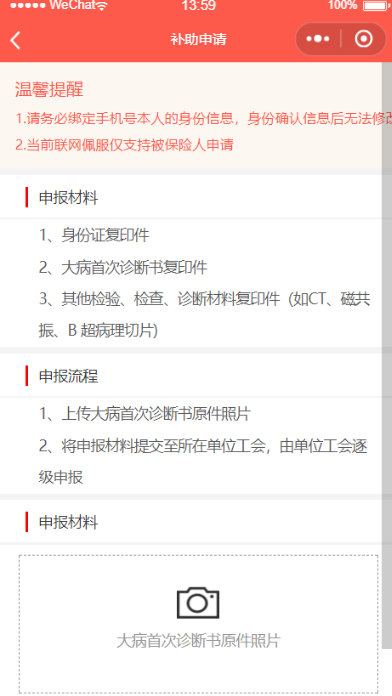 WeChat 13:59 100%
补助申请
温馨提醒
1.请务必绑定手机号本人的身份信息，身份确认信息后无法修改
2.当前联网佩服仅支持被保险人申请
申报材料
1、身份证复印件
2、大病首次诊断书复印件
3、其他检验、检查、诊断材料复印件（如CT、磁共
振、B 超病理切片)
申报流程
1、上传大病首次诊断书原件照片
2、将申报材料提交至所在单位工会，由单位工会逐
级申报
申报材料
大病首次诊断书原件照片